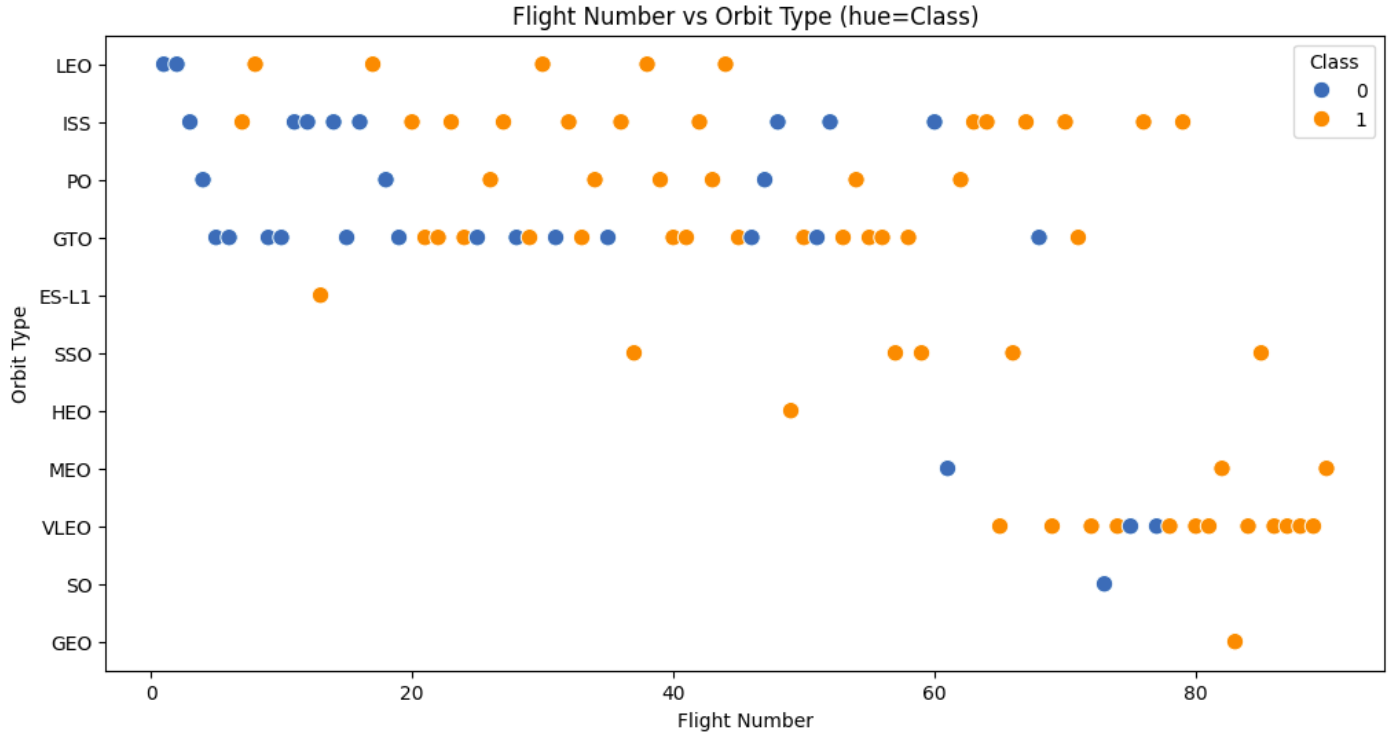 Flight Number vs Orbit Type (hue=Class)
Class
0
1
Orbit Type
LEO
ISS
PO
GTO
ES-L1
SSO
HEO
MEO
VLEO
SO
GEO
0 20 40 60 80
Flight Number